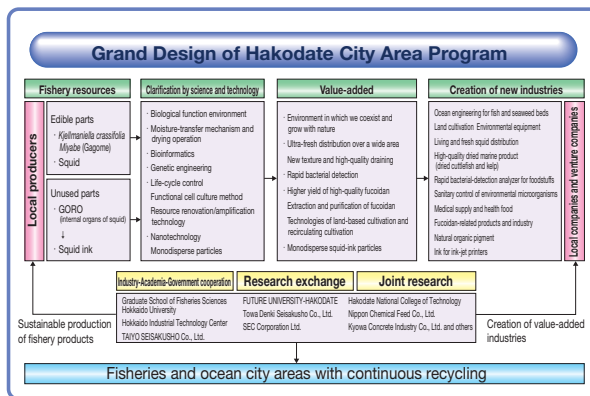 Grand Design of Hakodate City Area Program
Fishery resources
Local producers
Edible parts
· Kjellmaniella crassifolia
Miyabe (Gagome)
· Squid
Unused parts
· GORO
(internal organs of squid)
↓
· Squid ink
Clarification by science and technology
· Biological function environment
· Moisture-transfer mechanism and
drying operation
· Bioinformatics
· Genetic engineering
· Life-cycle control
Functional cell culture method
Resource renovation/amplification
technology
· Nanotechnology
Monodisperse particles
Value-added
· Environment in which we coexist and
grow with nature
· Ultra-fresh distribution over a wide area
New texture and high-quality draining
· Rapid bacterial detection
· Higher yield of high-quality fucoidan
Extraction and purification of fucoidan
Technologies of land-based cultivation and
recirculating cultivation
· Monodisperse squid-ink particles
Creation of new industries
Ocean engineering for fish and seaweed beds
Land cultivation Environmental equipment
Living and fresh squid distribution
High-quality dried marine product
(dried cuttlefish and kelp)
Rapid bacterial-detection analyzer for foodstuffs
Sanitary control of environmental microorganisms
Medical supply and health food
Fucoidan-related products and industry
Natural organic pigment
Ink for ink-jet printers
Local companies and venture companies
Industry-Academia-Government cooperation
Research exchange
Joint research
Graduate School of Fisheries Sciences
Hokkaido University
Hokkaido Industrial Technology Center
TAIYO SEISAKUSHO Co., Ltd.
FUTURE UNIVERSITY-HAKODATE
Towa Denki Seisakusho Co., Ltd.
SEC Corporation Ltd.
Hakodate National College of Technology
Nippon Chemical Feed Co., Ltd.
Kyowa Concrete Industry Co., Ltd. and others
Sustainable production
of fishery products
Creation of value-added
industries
Fisheries and ocean city areas with continuous recycling